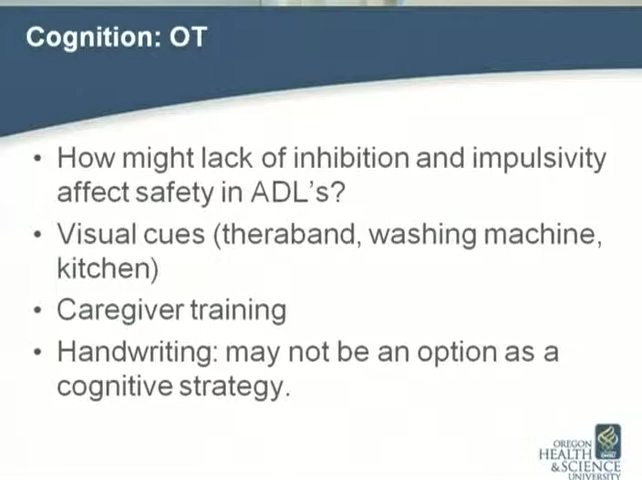 Cognition: OT
• How might lack of inhibition and impulsivity
affect safety in ADL's?
• Visual cues (theraband, washing machine,
kitchen)
• Caregiver training
• Handwriting: may not be an option as a
cognitive strategy.
OREGON
HEALTH
& SCIENCE
UNIVERSITY